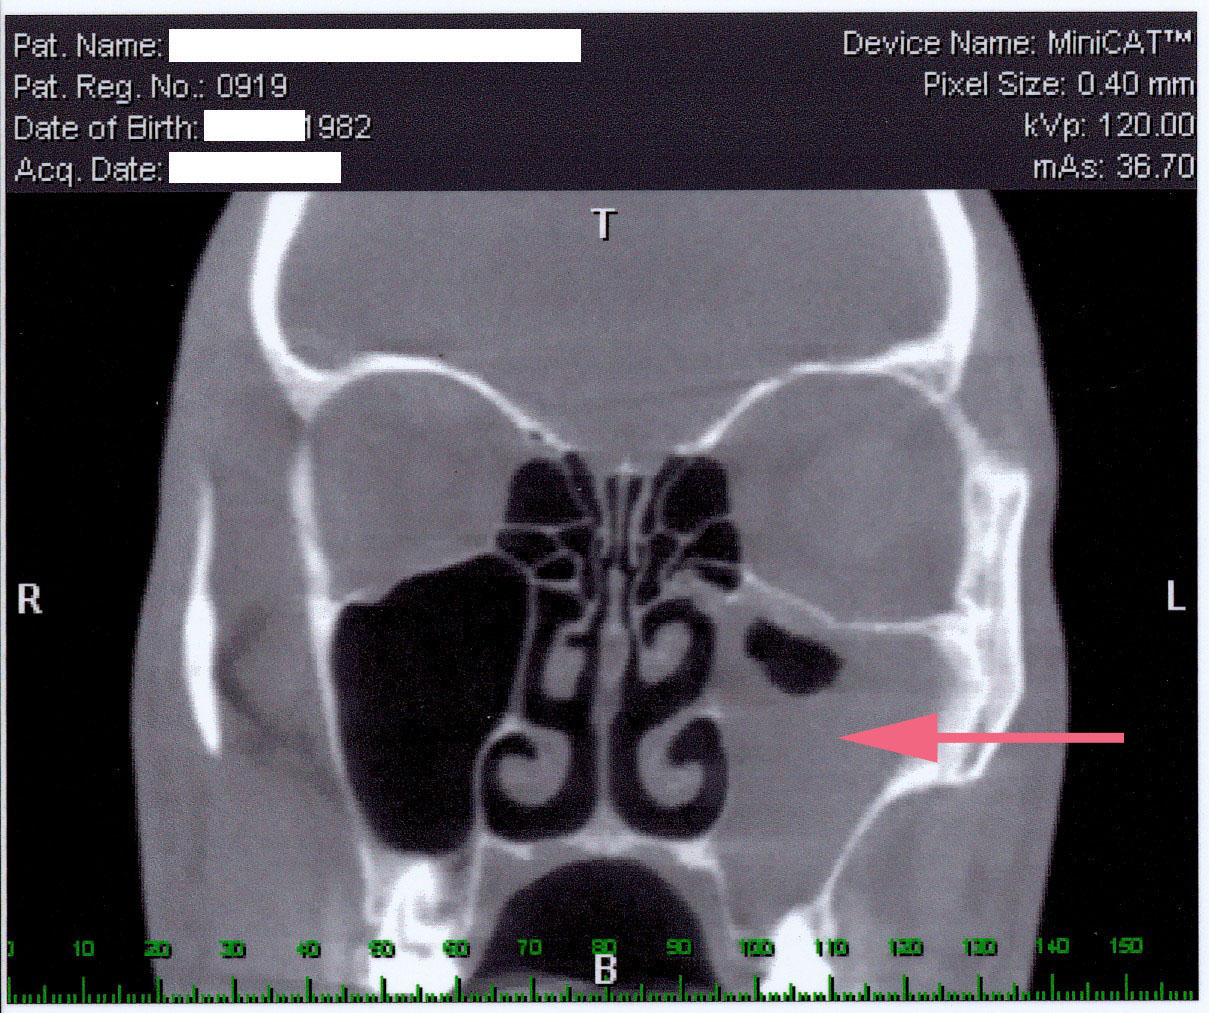 Pat. Name:
Device Name: MiniCAT™
Pat. Reg. No.: 0919
Pixel Size: 0.40 mm
Date of Birth: 1982
kVp: 120.00
Acq. Date:
mAs: 36.70
T
R
L
0 10 20 30 40 50 60 70 80 90 100 110 120 130 140 150
B